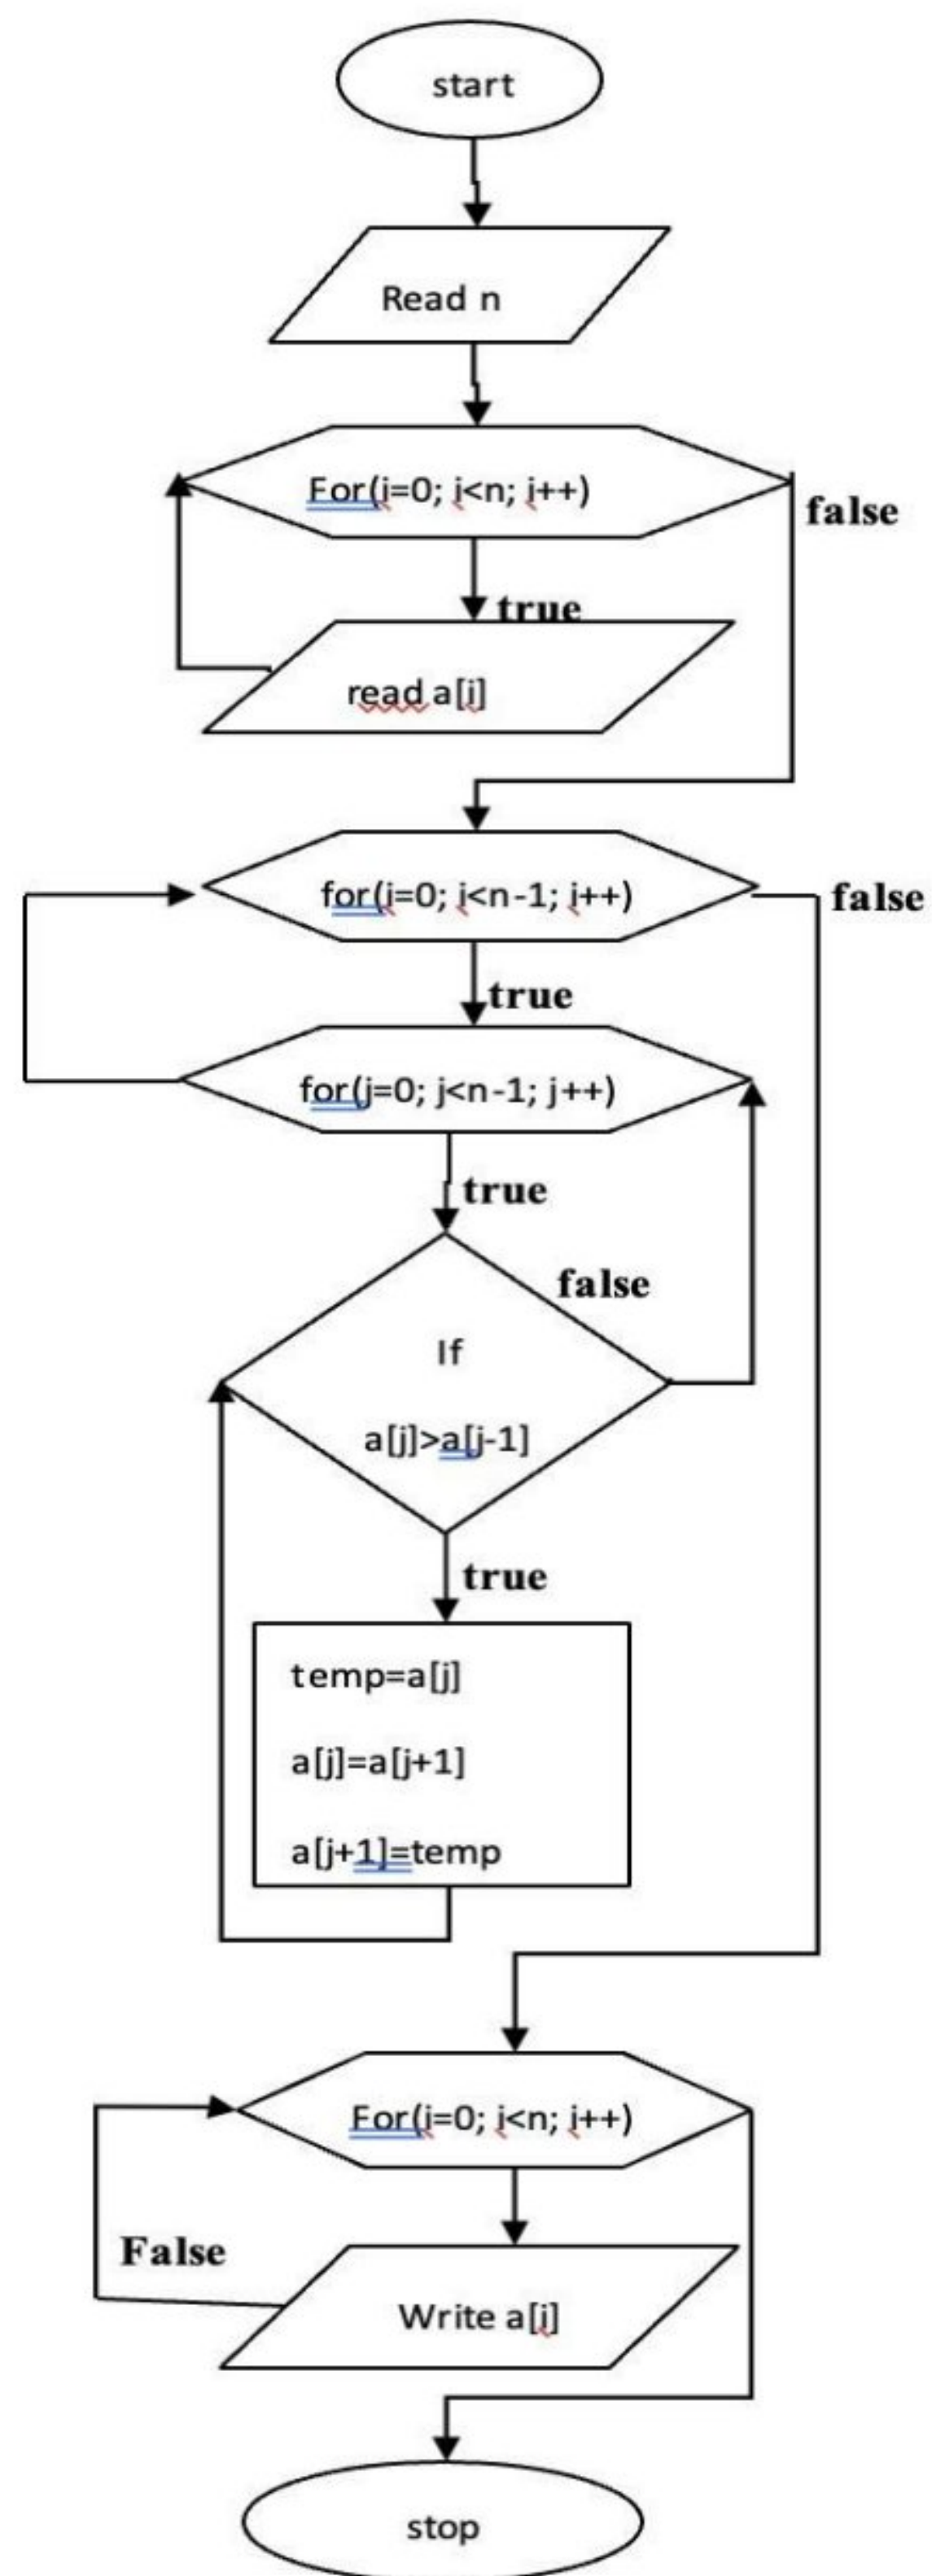 start
Read n
For(i=0; i<n; i++)
false
true
read a[i]
for(i=0; i<n-1; i++)
false
true
for(j=0; j<n-1; j++)
true
false
If
a[j]>a[j-1]
true
temp=a[j]
a[j]=a[j+1]
a[j+1]=temp
For(i=0; i<n; i++)
False
Write a[i]
stop